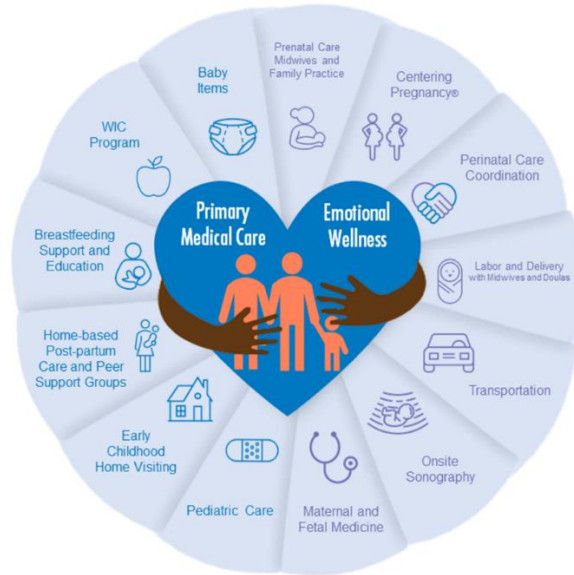 Primary
Medical Care
Emotional
Wellness
Prenatal Care
Midwives and
Family Practice
Centering
Pregnancy®
Perinatal Care
Coordination
Labor and Delivery
with Midwives and Doulas
Transportation
Onsite
Sonography
Maternal and
Fetal Medicine
Pediatric Care
Early
Childhood
Home Visiting
Home-based
Post-partum
Care and Peer
Support Groups
Breastfeeding
Support and
Education
WIC
Program
Baby
Items